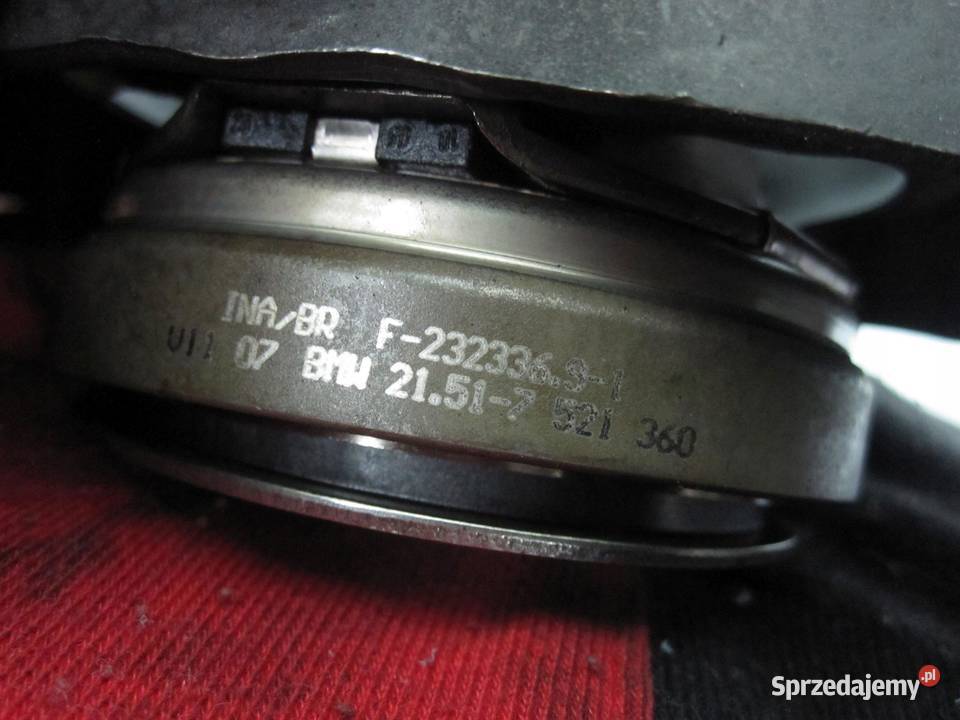 INA/BR F-232336.9-1
07 BMW 21.51-7 521 360
Sprzedajemy.pl